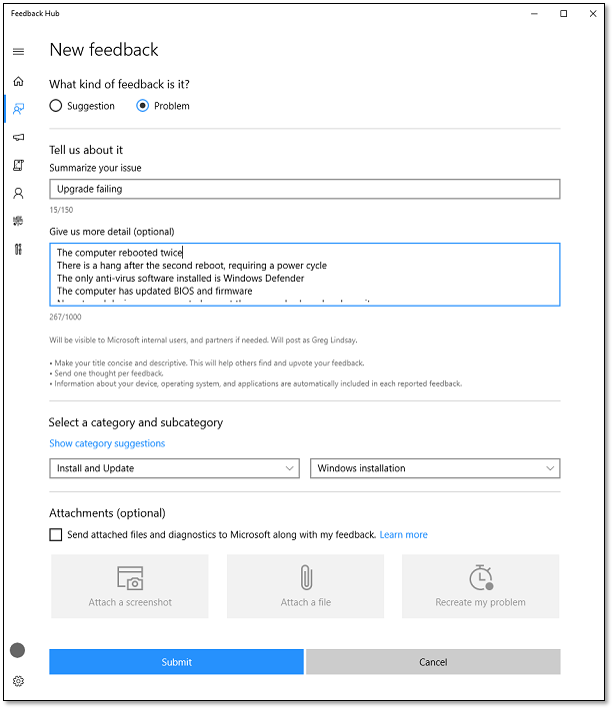 Feedback Hub
New feedback
What kind of feedback is it?
Suggestion Problem
Tell us about it
Summarize your issue
Upgrade failing
15/150
Give us more detail (optional)
The computer rebooted twice
There is a hang after the second reboot, requiring a power cycle
The only anti-virus software installed is Windows Defender
The computer has updated BIOS and firmware
267/1000
Will be visible to Microsoft internal users, and partners if needed. Will post as Greg Lindsay.
• Make your title concise and descriptive. This will help others find and upvote your feedback.
• Send one thought per feedback.
• Information about your device, operating system, and applications are automatically included in each reported feedback.
Select a category and subcategory
Show category suggestions
Install and Update Windows installation
Attachments (optional)
Send attached files and diagnostics to Microsoft along with my feedback. Learn more
Attach a screenshot Attach a file Recreate my problem
Submit Cancel